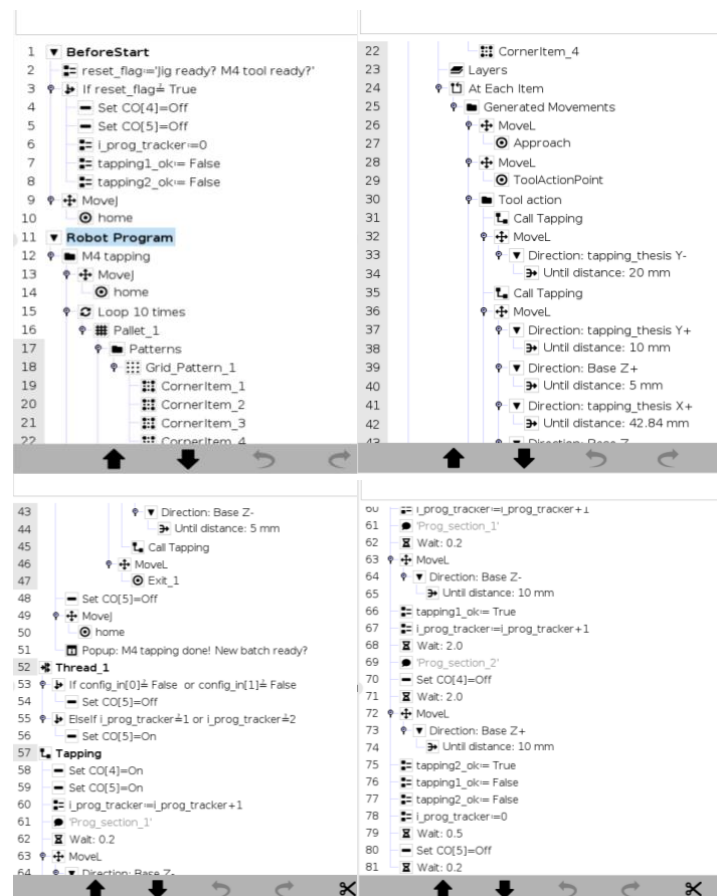 1 BeforeStart
2 reset_flag≔'Jig ready? M4 tool ready?'
3 If reset_flag≟ True
4 Set CO[4]=Off
5 Set CO[5]=Off
6 i_prog_tracker≔0
7 tapping1_ok≔ False
8 tapping2_ok≔ False
9 MoveJ
10 home
11 Robot Program
12 M4 tapping
13 MoveJ
14 home
15 Loop 10 times
16 Pallet_1
17 Patterns
18 Grid_Pattern_1
19 CornerItem_1
20 CornerItem_2
21 CornerItem_3
22 CornerItem_4
22 CornerItem_4
23 Layers
24 At Each Item
25 Generated Movements
26 MoveL
27 Approach
28 MoveL
29 ToolActionPoint
30 Tool action
31 Call Tapping
32 MoveL
33 Direction: tapping_thesis Y-
34 Until distance: 20 mm
35 Call Tapping
36 MoveL
37 Direction: tapping_thesis Y+
38 Until distance: 10 mm
39 Direction: Base Z+
40 Until distance: 5 mm
41 Direction: tapping_thesis X+
42 Until distance: 42.84 mm
43 Direction: Base Z-
43 Direction: Base Z-
44 Until distance: 5 mm
45 Call Tapping
46 MoveL
47 Exit_1
48 Set CO[5]=Off
49 MoveJ
50 home
51 Popup: M4 tapping done! New batch ready?
52 Thread_1
53 If config_in[0]≟ False or config_in[1]≟ False
54 Set CO[5]=Off
55 ElseIf i_prog_tracker≟1 or i_prog_tracker≟2
56 Set CO[5]=On
57 Tapping
58 Set CO[4]=On
59 Set CO[5]=On
60 i_prog_tracker≔i_prog_tracker+1
61 'Prog_section_1'
62 Wait: 0.2
63 MoveL
64 Direction: Base Z-
60 i_prog_tracker≔i_prog_tracker+1
61 'Prog_section_1'
62 Wait: 0.2
63 MoveL
64 Direction: Base Z-
65 Until distance: 10 mm
66 tapping1_ok≔ True
67 i_prog_tracker≔i_prog_tracker+1
68 Wait: 2.0
69 'Prog_section_2'
70 Set CO[4]=Off
71 Wait: 2.0
72 MoveL
73 Direction: Base Z+
74 Until distance: 10 mm
75 tapping2_ok≔ True
76 tapping1_ok≔ False
77 tapping2_ok≔ False
78 i_prog_tracker≔0
79 Wait: 0.5
80 Set CO[5]=Off
81 Wait: 0.2